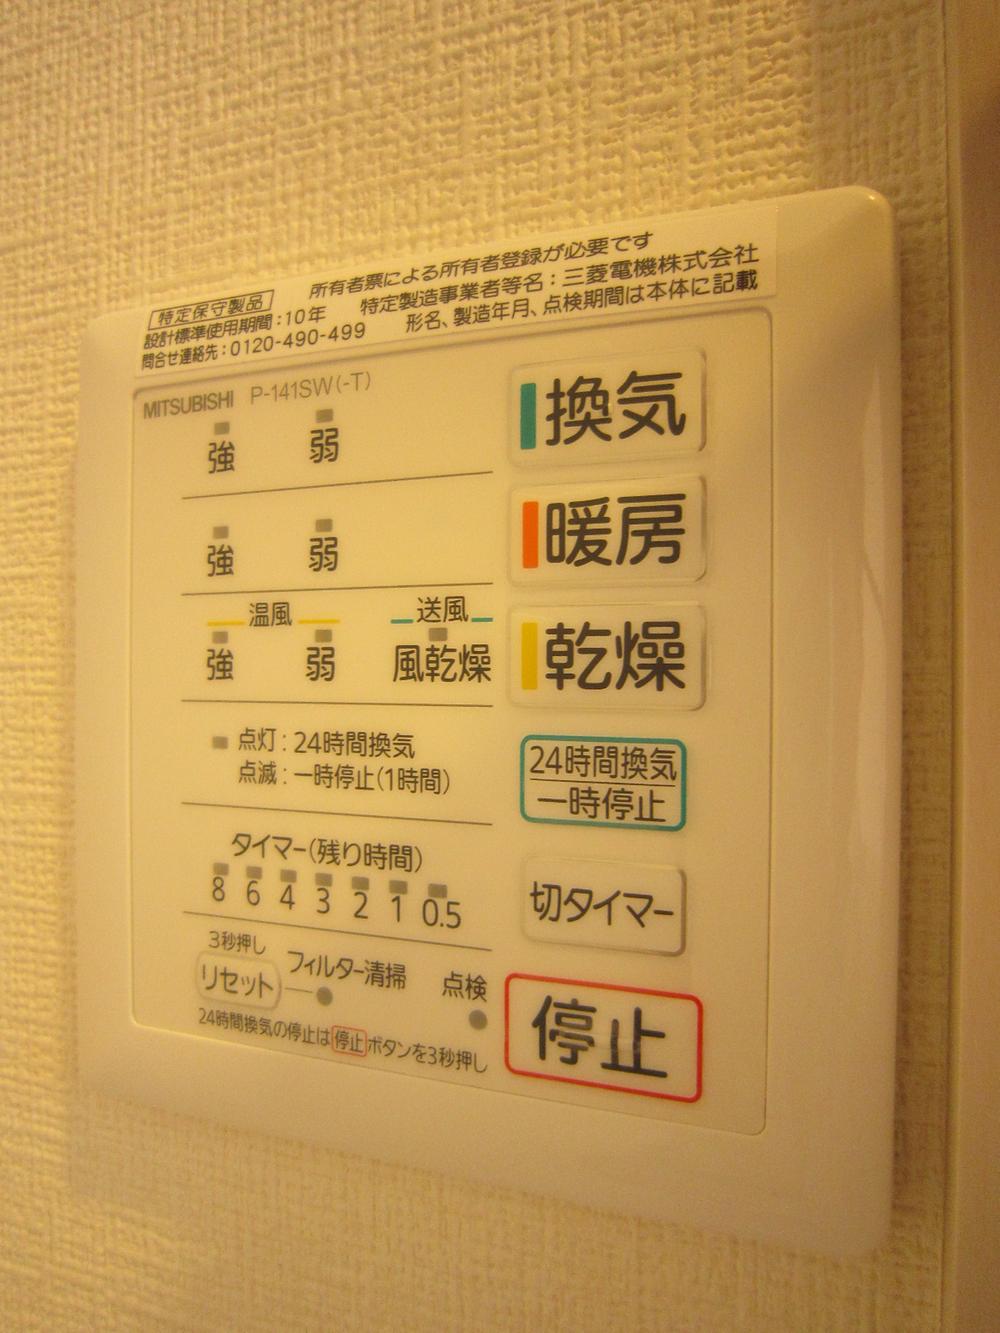 特定保守製品 所有者票による所有者登録が必要です
設計標準使用期間:10年 特定製造事業者等名:三菱電機株式会社
問合せ連絡先:0120-490-499 形名、製造年月、点検期間は本体に記載
MITSUBISHI P-141SW(-T)
強 弱 換気
強 弱 暖房
温風 送風
強 弱 風乾燥 乾燥
点灯:24時間換気
点滅:一時停止(1時間)
24時間換気
一時停止
タイマー(残り時間)
8 6 4 3 2 1 0.5
切タイマー
3秒押し
リセット フィルター清掃 点検
24時間換気の停止は停止ボタンを3秒押し
停止